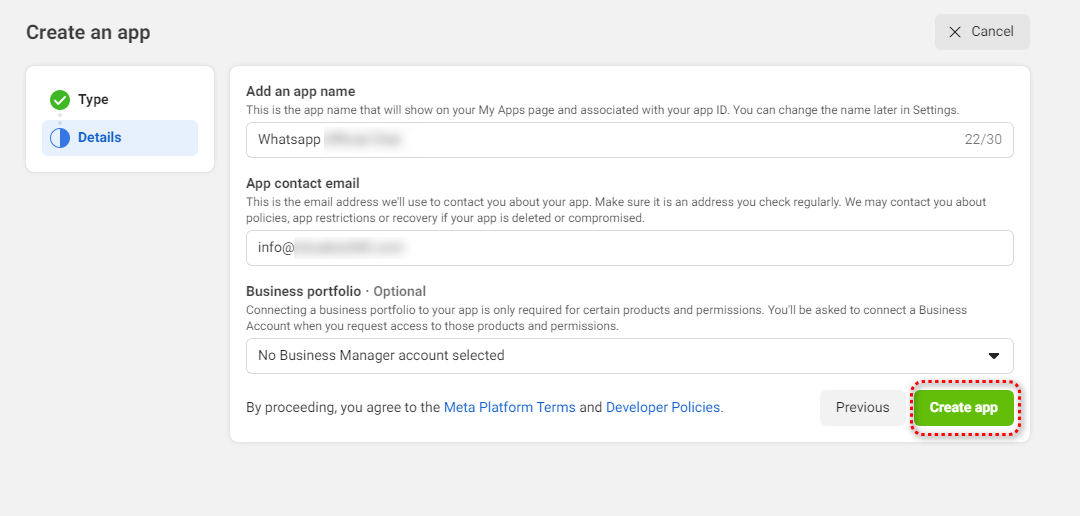 Create an app
Cancel
Type
Details
Add an app name
This is the app name that will show on your My Apps page and associated with your app ID. You can change the name later in Settings.
Whatsapp
22/30
App contact email
This is the email address we'll use to contact you about your app. Make sure it is an address you check regularly. We may contact you about
policies, app restrictions or recovery if your app is deleted or compromised.
info@
Business portfolio · Optional
Connecting a business portfolio to your app is only required for certain products and permissions. You'll be asked to connect a Business
Account when you request access to those products and permissions.
No Business Manager account selected
By proceeding, you agree to the Meta Platform Terms and Developer Policies.
Previous
Create app